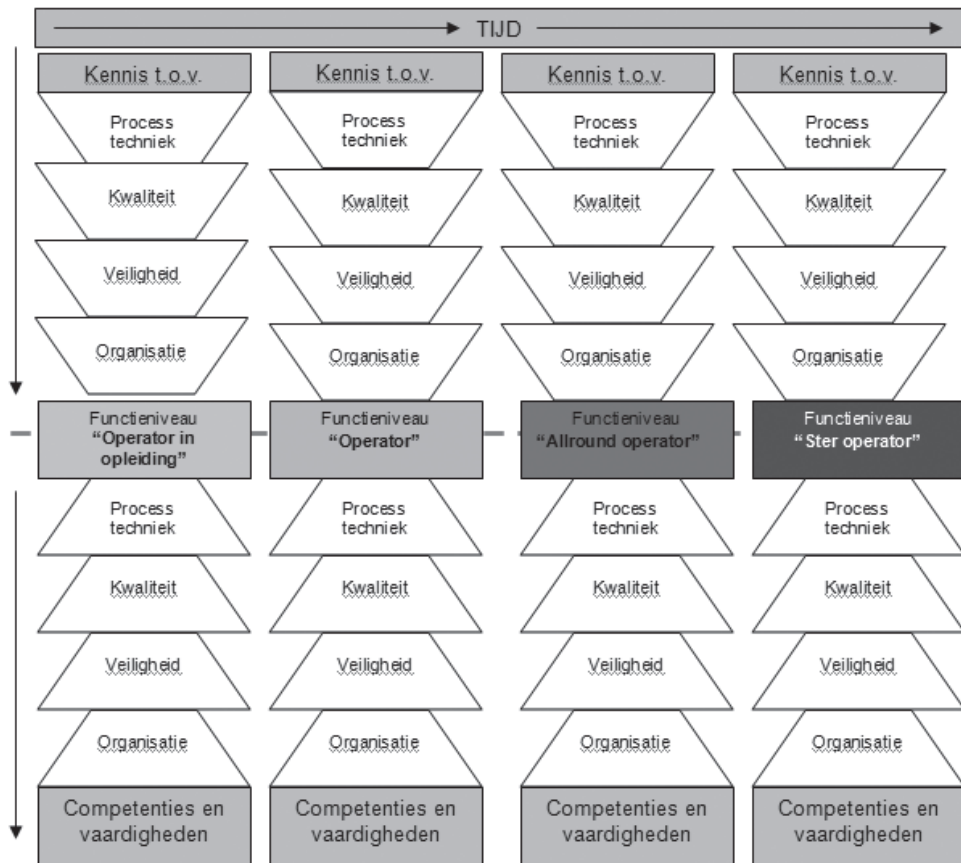 TIJD
Kennis t.o.v.
Process
techniek
Kwaliteit
Veiligheid
Organisatie
Functieniveau
“Operator in
opleiding”
Process
techniek
Kwaliteit
Veiligheid
Organisatie
Competenties en
vaardigheden
Kennis t.o.v.
Process
techniek
Kwaliteit
Veiligheid
Organisatie
Functieniveau
“Operator”
Process
techniek
Kwaliteit
Veiligheid
Organisatie
Competenties en
vaardigheden
Kennis t.o.v.
Process
techniek
Kwaliteit
Veiligheid
Organisatie
Functieniveau
“Allround operator”
Process
techniek
Kwaliteit
Veiligheid
Organisatie
Competenties en
vaardigheden
Kennis t.o.v.
Process
techniek
Kwaliteit
Veiligheid
Organisatie
Functieniveau
“Ster operator”
Process
techniek
Kwaliteit
Veiligheid
Organisatie
Competenties en
vaardigheden